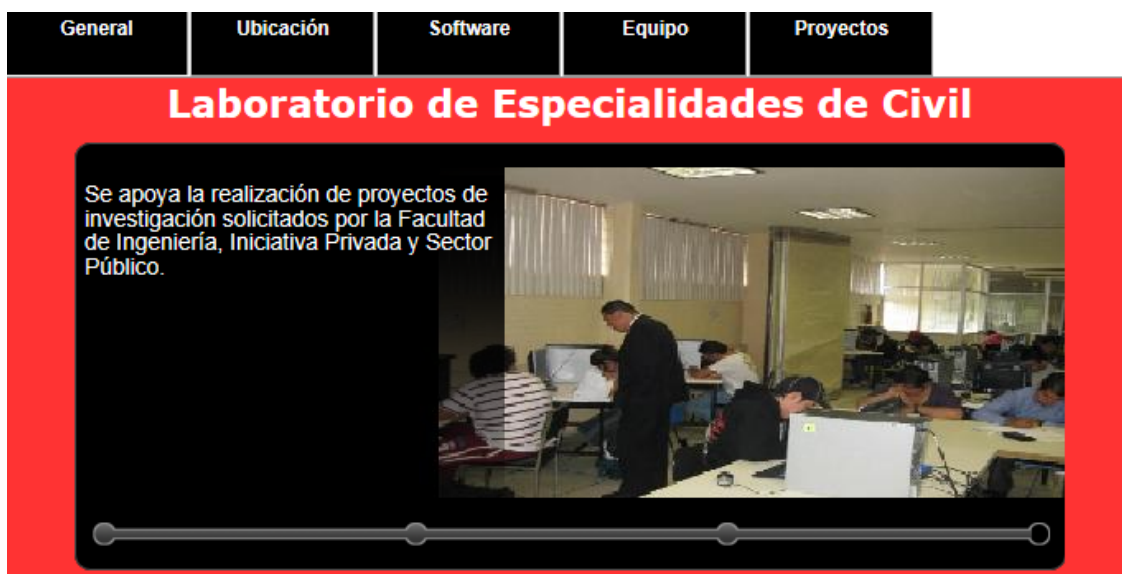 General
Ubicación
Software
Equipo
Proyectos
Laboratorio de Especialidades de Civil
Se apoya la realización de proyectos de
investigación solicitados por la Facultad
de Ingeniería, Iniciativa Privada y Sector
Público.